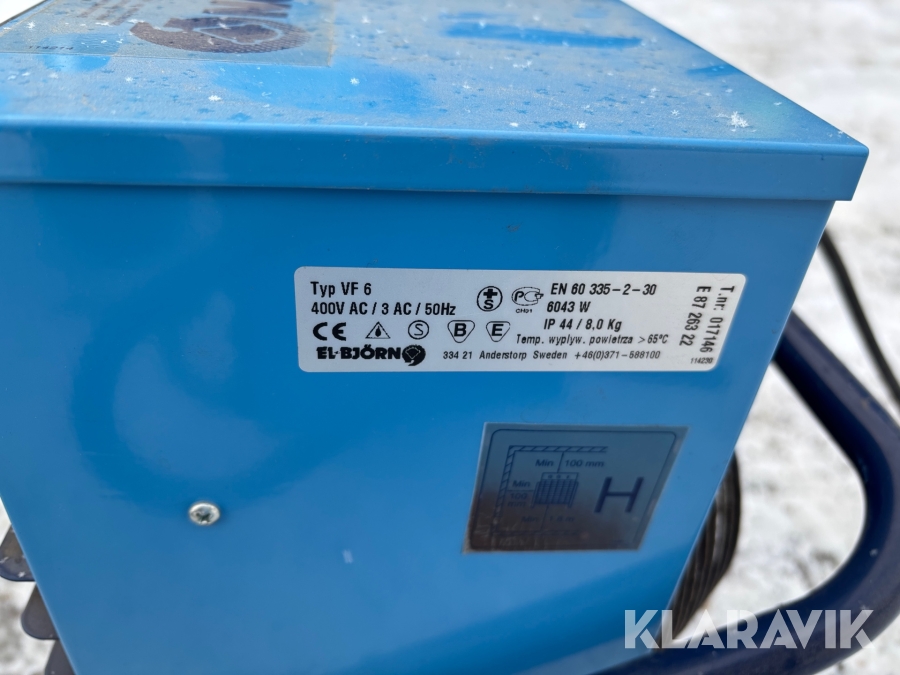 Typ VF 6
400V AC / 3 AC / 50Hz
EN 60 335-2-30
6043 W
IP 44 / 8,0 Kg
Temp. wyplyw. powietrza > 65°C
CE S B E
EL-BJÖRN
334 21 Anderstorp Sweden +46(0)371-588100
T.nr: 017146
E 87 263 22
114230
Min 100 mm
Min
H
KLARAVIK